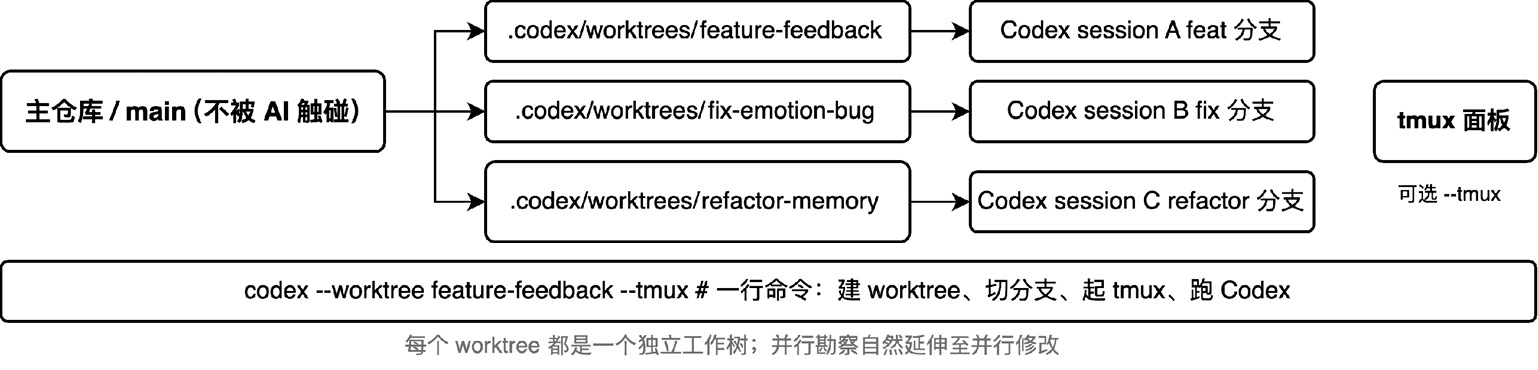 .codex/worktrees/feature-feedback
Codex session A feat 分支
主仓库 / main（不被 AI 触碰）
.codex/worktrees/fix-emotion-bug
Codex session B fix 分支
tmux 面板
.codex/worktrees/refactor-memory
Codex session C refactor 分支
可选 --tmux
codex --worktree feature-feedback --tmux # 一行命令：建 worktree、切分支、起 tmux、跑 Codex
每个 worktree 都是一个独立工作树；并行勘察自然延伸至并行修改